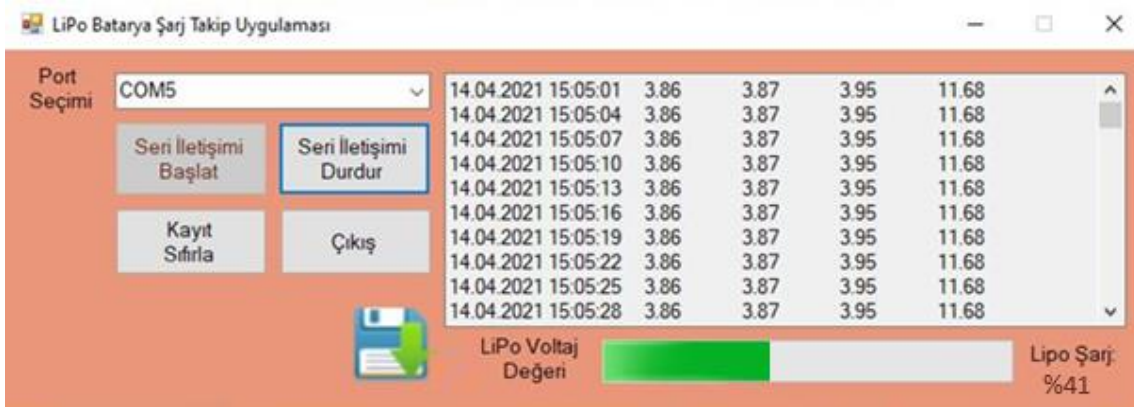 LiPo Batarya Şarj Takip Uygulaması
Port
Seçimi
COM5
Seri İletişimi
Başlat
Seri İletişimi
Durdur
Kayıt
Sıfırla
Çıkış
14.04.2021 15:05:01 3.86 3.87 3.95 11.68
14.04.2021 15:05:04 3.86 3.87 3.95 11.68
14.04.2021 15:05:07 3.86 3.87 3.95 11.68
14.04.2021 15:05:10 3.86 3.87 3.95 11.68
14.04.2021 15:05:13 3.86 3.87 3.95 11.68
14.04.2021 15:05:16 3.86 3.87 3.95 11.68
14.04.2021 15:05:19 3.86 3.87 3.95 11.68
14.04.2021 15:05:22 3.86 3.87 3.95 11.68
14.04.2021 15:05:25 3.86 3.87 3.95 11.68
14.04.2021 15:05:28 3.86 3.87 3.95 11.68
LiPo Voltaj
Değeri
Lipo Şarj:
%41